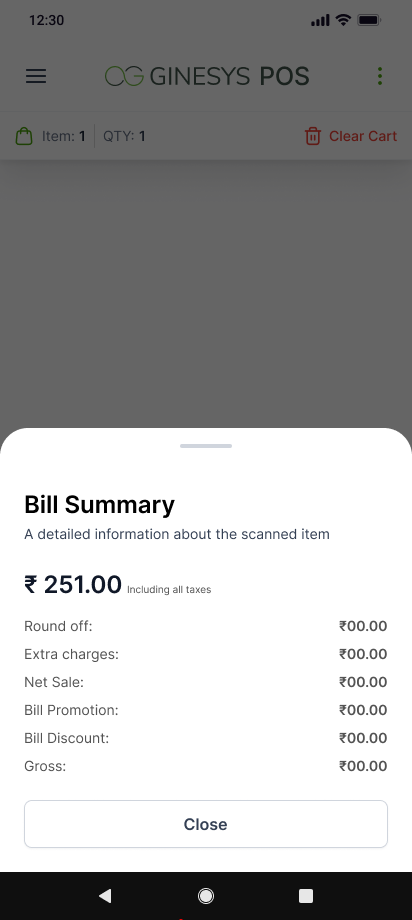 12:30
GINESYS POS
Item: 1 QTY: 1 Clear Cart
Bill Summary
A detailed information about the scanned item
₹ 251.00 Including all taxes
Round off: ₹00.00
Extra charges: ₹00.00
Net Sale: ₹00.00
Bill Promotion: ₹00.00
Bill Discount: ₹00.00
Gross: ₹00.00
Close